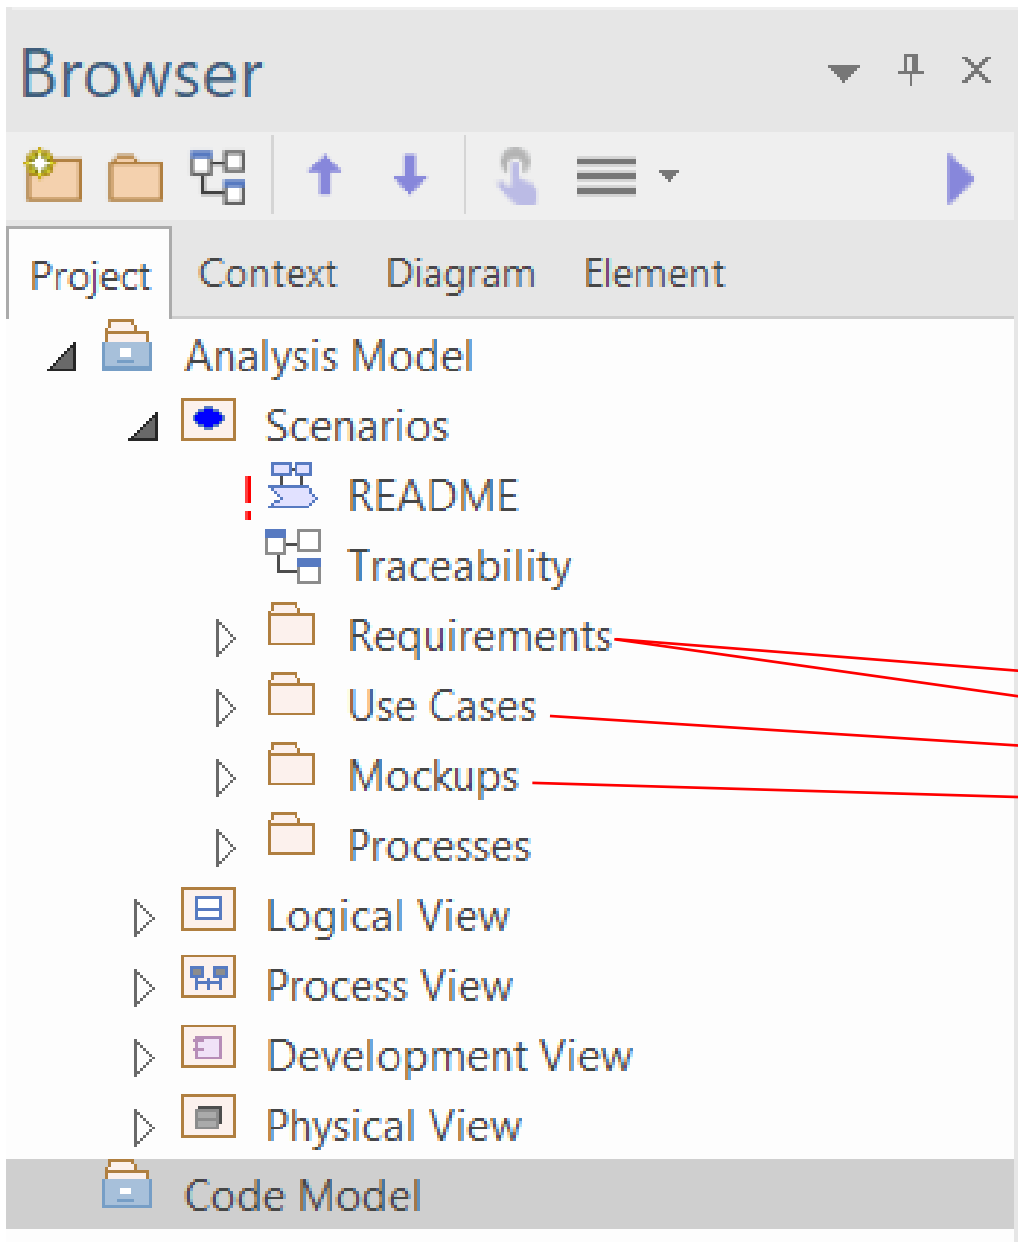 Browser
Project Context Diagram Element
Analysis Model
Scenarios
! README
Traceability
Requirements
Use Cases
Mockups
Processes
Logical View
Process View
Development View
Physical View
Code Model